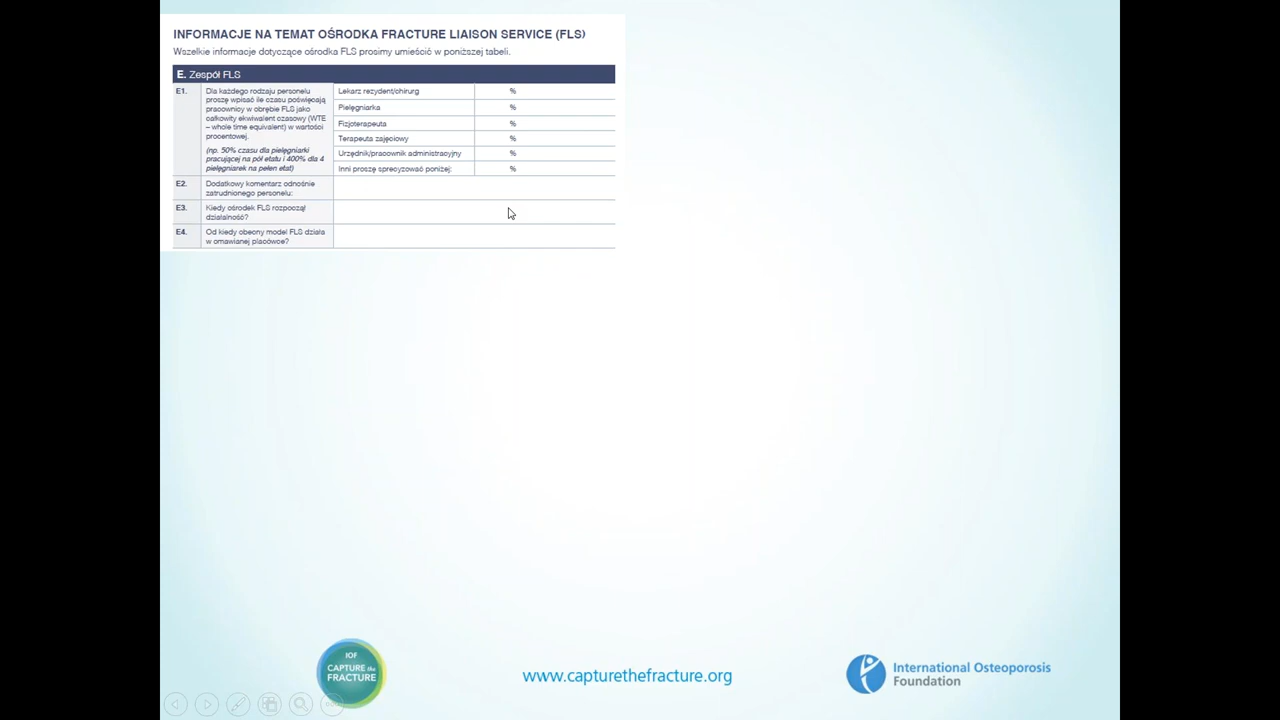 INFORMACJE NA TEMAT OŚRODKA FRACTURE LIAISON SERVICE (FLS)
Wszelkie informacje dotyczące ośrodka FLS prosimy umieścić w poniższej tabeli.
E. Zespół FLS
E1.
Dla każdego rodzaju personelu
proszę wpisać ile czasu poświęcają
pracownicy w obrębie FLS jako
całkowity ekwiwalent czasowy (WTE
– whole time equivalent) w wartości
procentowej.
(np. 50% czasu dla pielęgniarki
pracującej na pół etatu i 400% dla 4
pielęgniarek na pełen etat)
Lekarz rezydent/chirurg %
Pielęgniarka %
Fizjoterapeuta %
Terapeuta zajęciowy %
Urzędnik/pracownik administracyjny %
Inni proszę sprecyzować poniżej: %
E2.
Dodatkowy komentarz odnośnie
zatrudnionego personelu:
E3.
Kiedy ośrodek FLS rozpoczął
działalność?
E4.
Od kiedy obecny model FLS działa
w omawianej placówce?
IOF
CAPTURE the
FRACTURE
www.capturethefracture.org
International Osteoporosis
Foundation